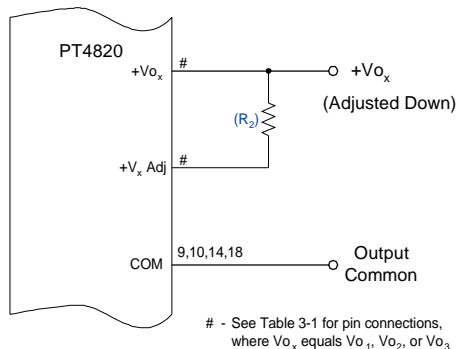 PT4820
+Vox
#
+Vox
(Adjusted Down)
(R2)
+Vx Adj
#
COM
9,10,14,18
Output
Common
# - See Table 3-1 for pin connections,
where Vox equals Vo1, Vo2, or Vo3